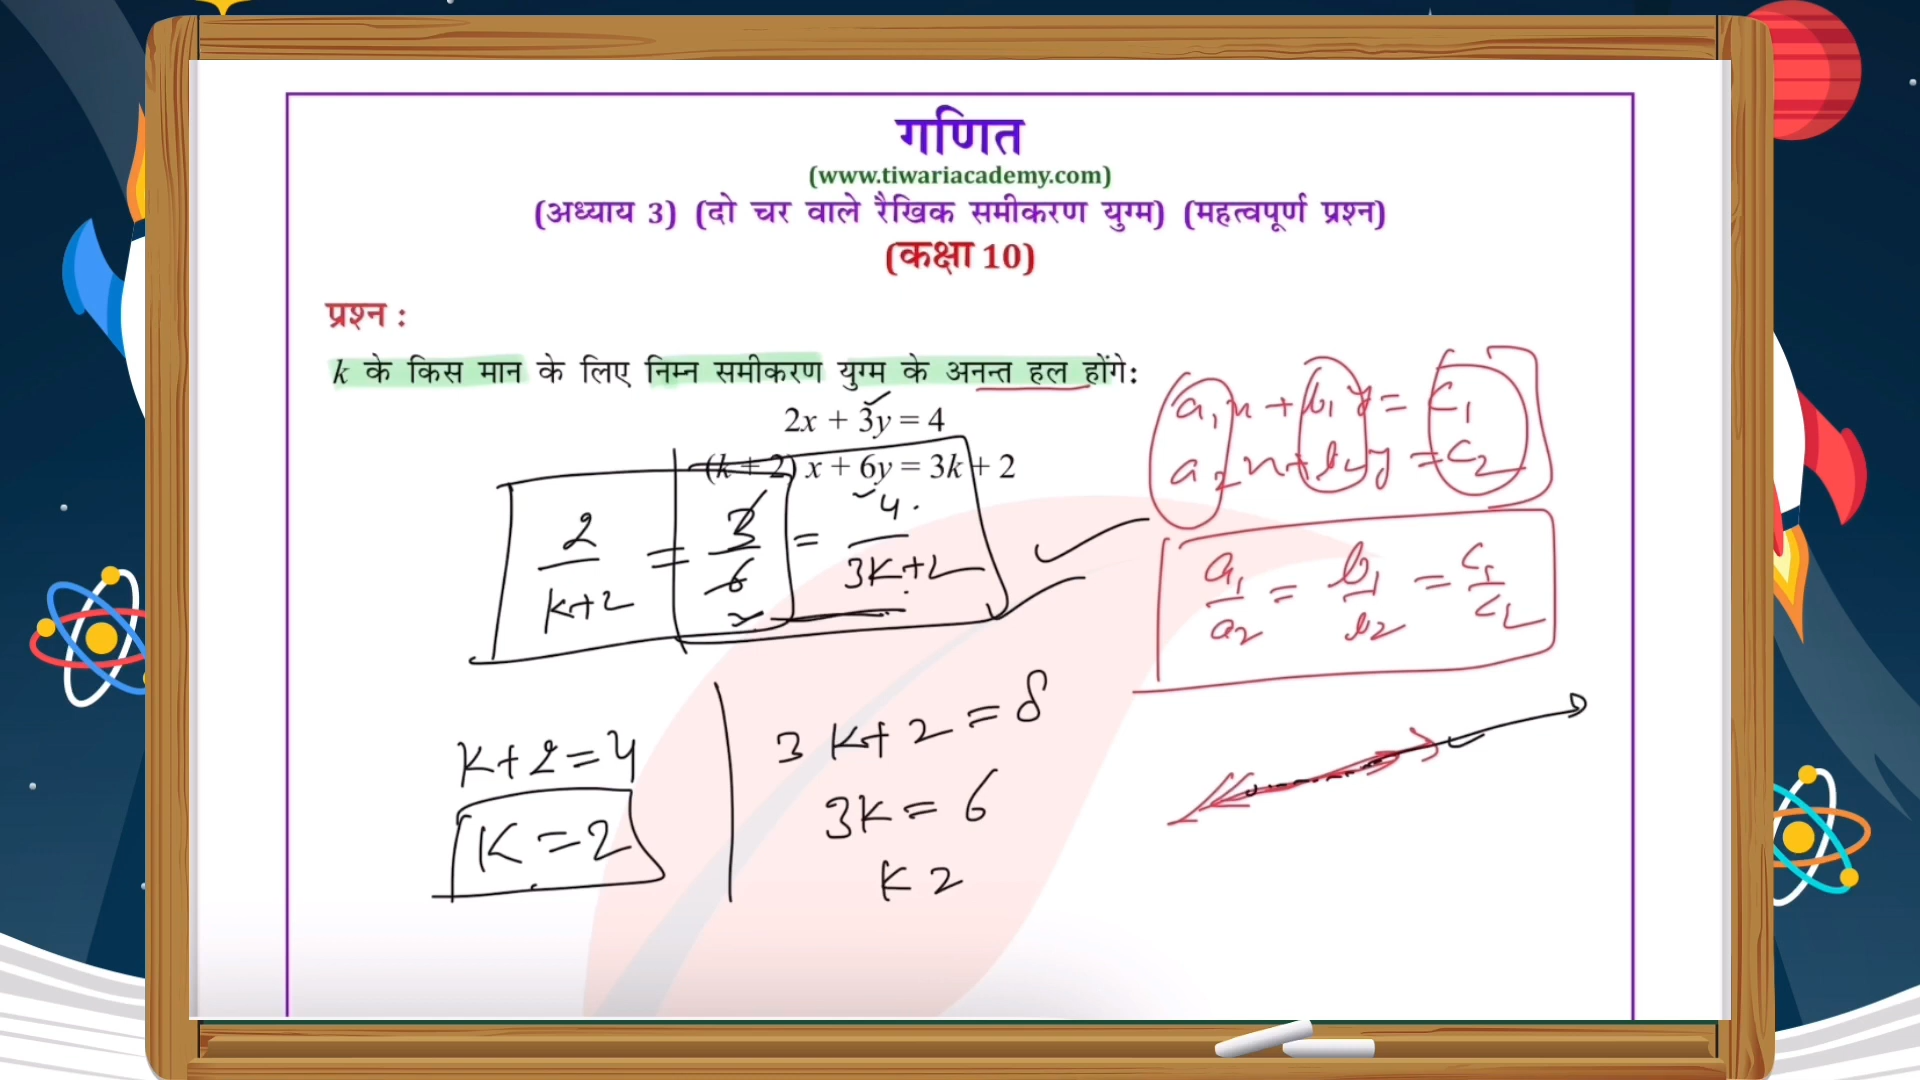 गणित
(www.tiwariacademy.com)
(अध्याय 3) (दो चर वाले रैखिक समीकरण युग्म) (महत्वपूर्ण प्रश्न)
(कक्षा 10)
प्रश्न :
k के किस मान के लिए निम्न समीकरण युग्म के अनन्त हल होंगे:
2x + 3y = 4
(k + 2) x + 6y = 3k + 2
a₁x + b₁y = c₁
a₂x + b₂y = c₂
2/K+2 = 3/6 = 4/3K+2
2
a₁/a₂ = b₁/b₂ = c₁/c₂
K+2=4
K=2
3K+2=8
3K=6
K 2